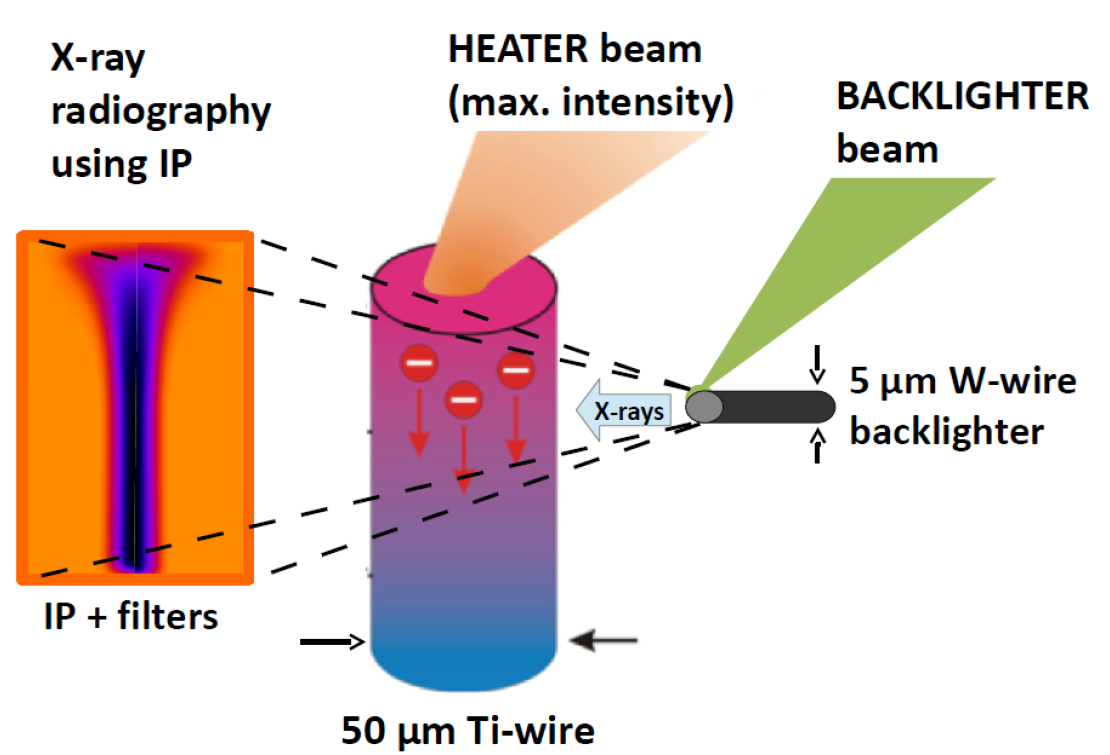 X-ray
radiography
using IP
HEATER beam
(max. intensity)
BACKLIGHTER
beam
X-rays
5 µm W-wire
backlighter
IP + filters
50 µm Ti-wire